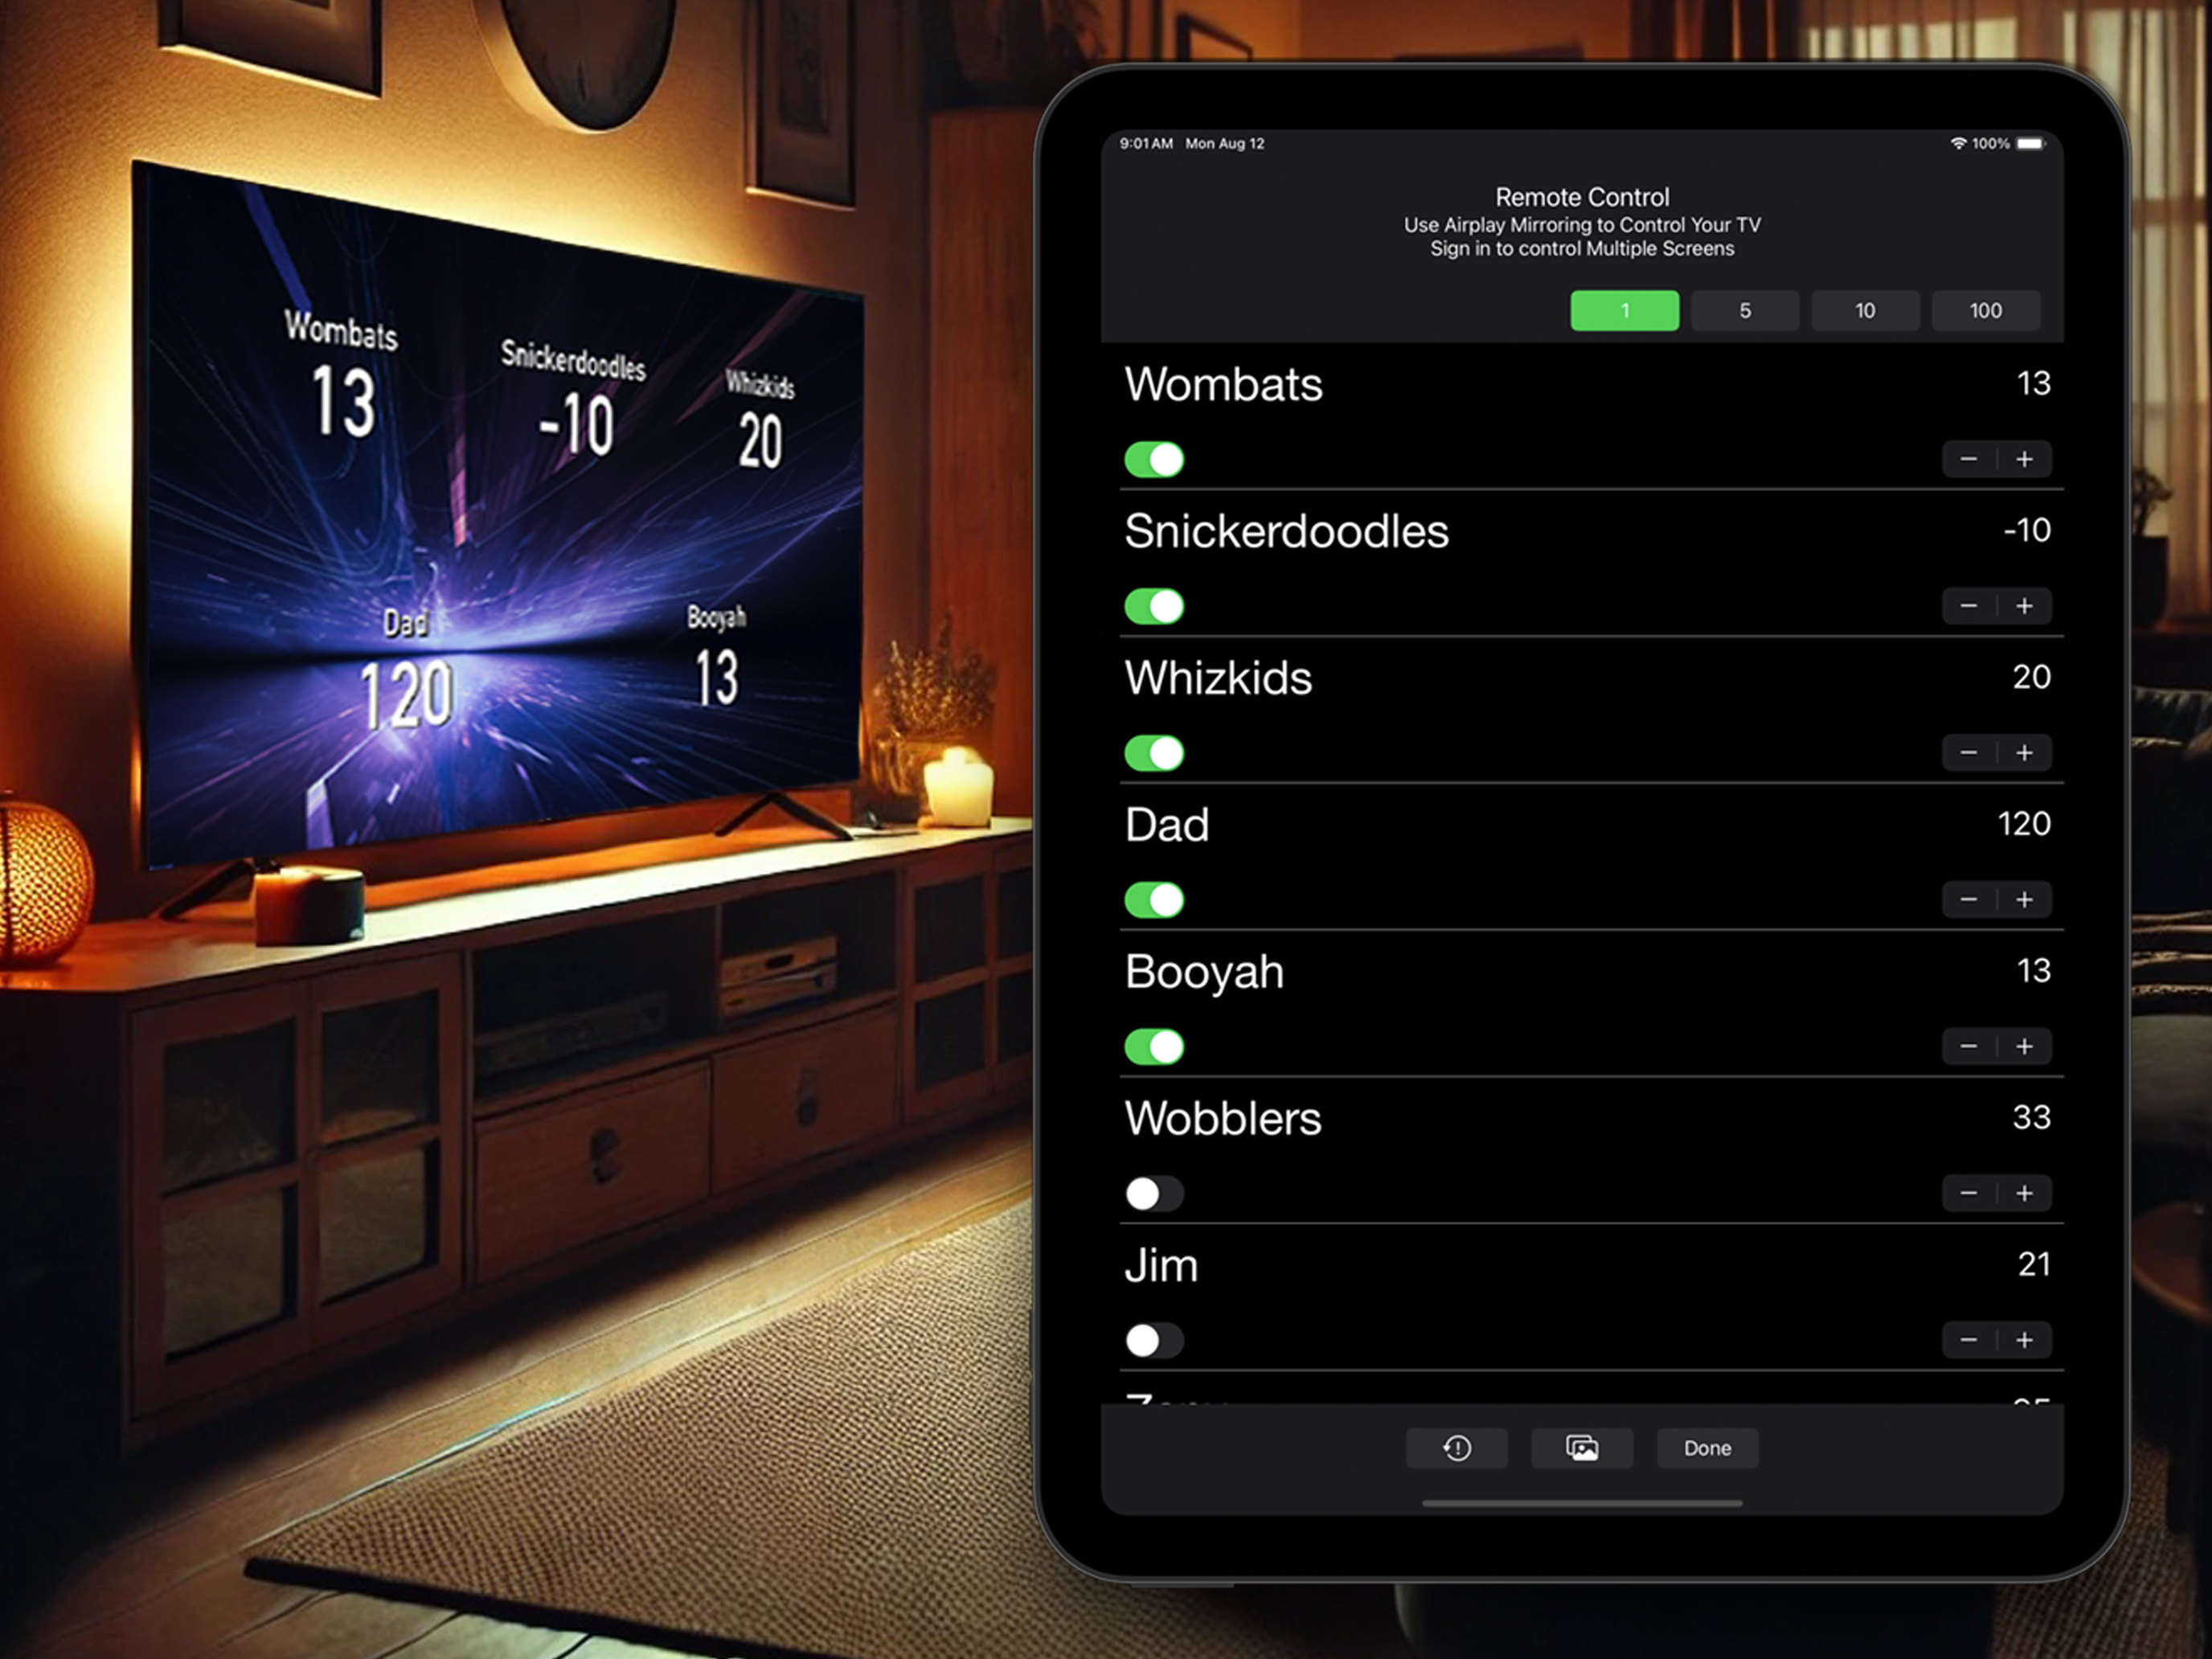 Wombats
13
Snickerdoodles
-10
Whizkids
20
Dad
120
Booyah
13
9:01 AM Mon Aug 12
100%
Remote Control
Use Airplay Mirroring to Control Your TV
Sign in to control Multiple Screens
1 5 10 100
Wombats 13
− +
Snickerdoodles -10
− +
Whizkids 20
− +
Dad 120
− +
Booyah 13
− +
Wobblers 33
− +
Jim 21
− +
Done